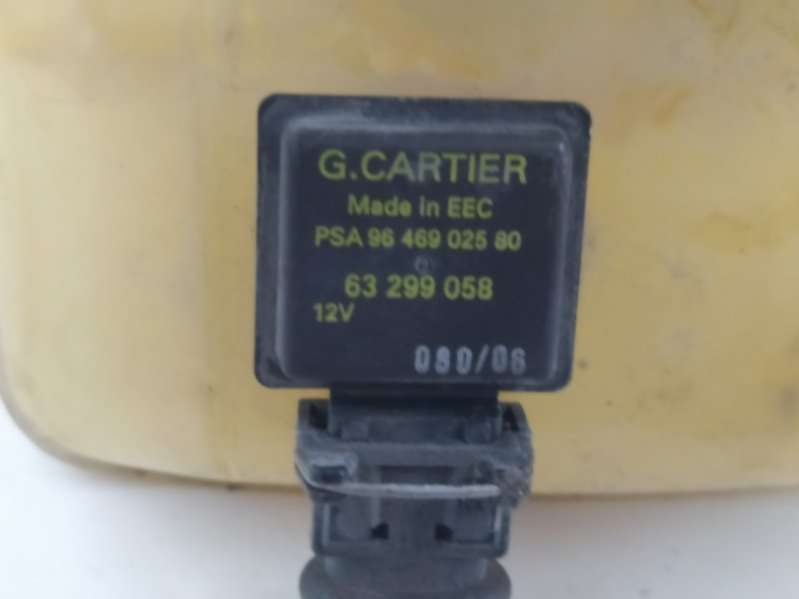 G.CARTIER
Made in EEC
PSA 96 469 025 80
63 299 058
12V
080/06